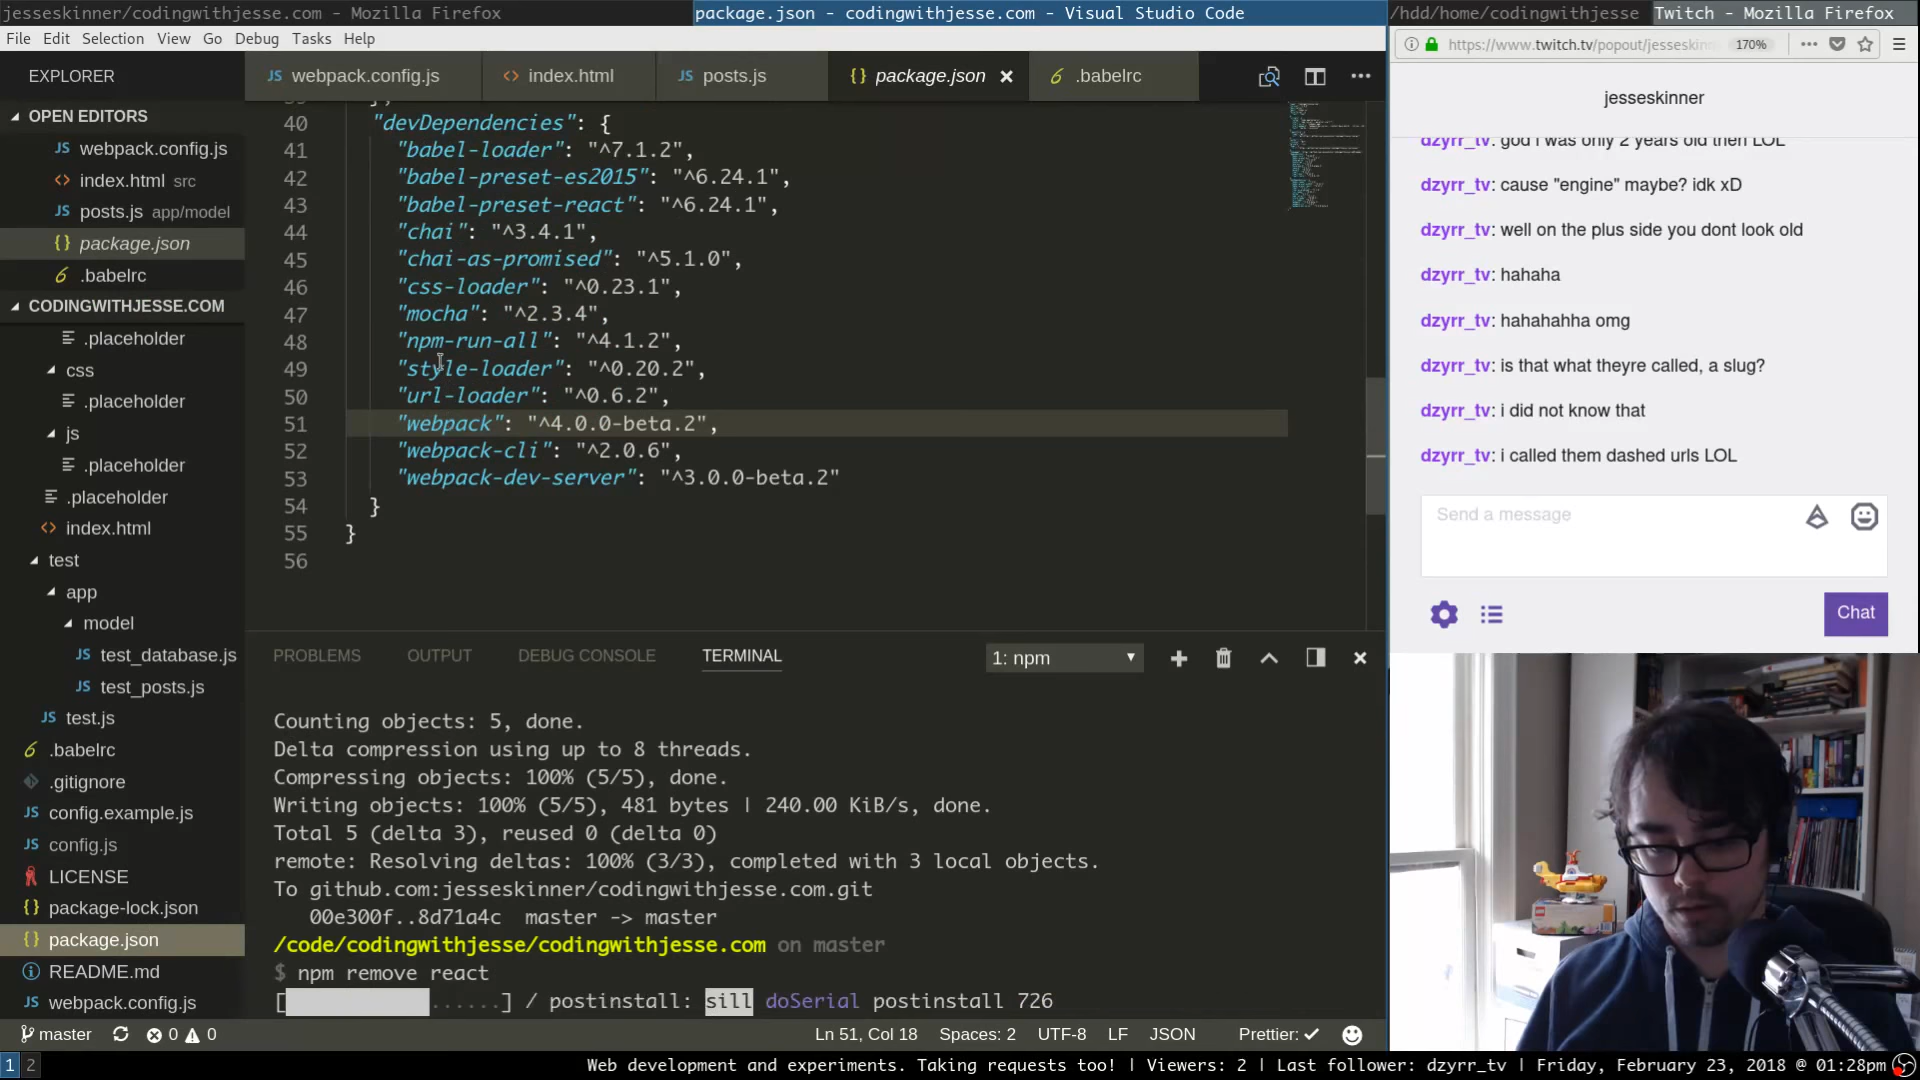 jesseskinner/codingwithjesse.com - Mozilla Firefox
package.json - codingwithjesse.com - Visual Studio Code
/hdd/home/codingwithjesse
Twitch - Mozilla Firefox
File Edit Selection View Go Debug Tasks Help
https://www.twitch.tv/popout/jesseskinn
170%
EXPLORER
webpack.config.js
index.html
posts.js
package.json
.babelrc
OPEN EDITORS
webpack.config.js
index.html src
posts.js app/model
package.json
.babelrc
CODINGWITHJESSE.COM
.placeholder
css
.placeholder
js
.placeholder
.placeholder
index.html
test
app
model
test_database.js
test_posts.js
test.js
.babelrc
.gitignore
config.example.js
config.js
LICENSE
package-lock.json
package.json
README.md
webpack.config.js
40 "devDependencies": {
41 "babel-loader": "^7.1.2",
42 "babel-preset-es2015": "^6.24.1",
43 "babel-preset-react": "^6.24.1",
44 "chai": "^3.4.1",
45 "chai-as-promised": "^5.1.0",
46 "css-loader": "^0.23.1",
47 "mocha": "^2.3.4",
48 "npm-run-all": "^4.1.2",
49 "style-loader": "^0.20.2",
50 "url-loader": "^0.6.2",
51 "webpack": "^4.0.0-beta.2",
52 "webpack-cli": "^2.0.6",
53 "webpack-dev-server": "^3.0.0-beta.2"
54 }
55 }
56
PROBLEMS OUTPUT DEBUG CONSOLE TERMINAL
1: npm
Counting objects: 5, done.
Delta compression using up to 8 threads.
Compressing objects: 100% (5/5), done.
Writing objects: 100% (5/5), 481 bytes | 240.00 KiB/s, done.
Total 5 (delta 3), reused 0 (delta 0)
remote: Resolving deltas: 100% (3/3), completed with 3 local objects.
To github.com:jesseskinner/codingwithjesse.com.git
00e300f..8d71a4c master -> master
/code/codingwithjesse/codingwithjesse.com on master
$ npm remove react
[ ......] / postinstall: sill doSerial postinstall 726
jesseskinner
dzyrr_tv: god i was only 2 years old then LOL
dzyrr_tv: cause "engine" maybe? idk xD
dzyrr_tv: well on the plus side you dont look old
dzyrr_tv: hahaha
dzyrr_tv: hahahahha omg
dzyrr_tv: is that what theyre called, a slug?
dzyrr_tv: i did not know that
dzyrr_tv: i called them dashed urls LOL
Send a message
Chat
master 0 0
Ln 51, Col 18 Spaces: 2 UTF-8 LF JSON Prettier: ✓
1 2
Web development and experiments. Taking requests too! | Viewers: 2 | Last follower: dzyrr_tv | Friday, February 23, 2018 @ 01:28pm